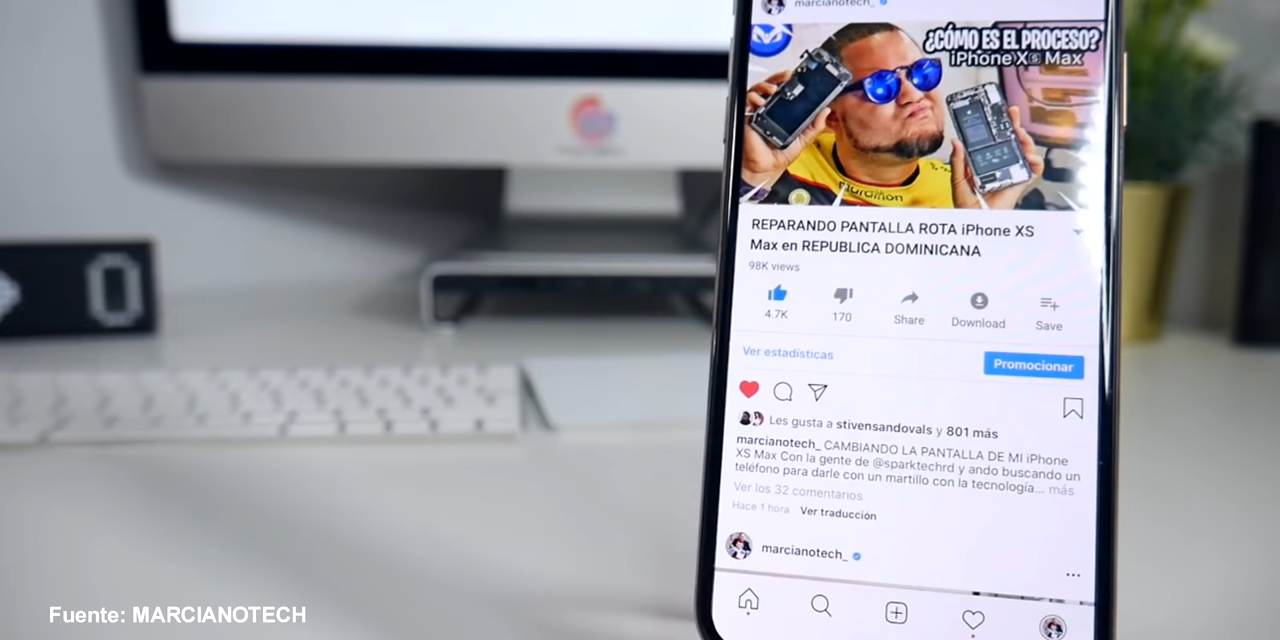 marcianotech_
¿CÓMO ES EL PROCESO?
iPhone XS Max
marathon
REPARANDO PANTALLA ROTA iPhone XS
Max en REPUBLICA DOMINICANA
98K views
4.7K
170
Share
Download
Save
Ver estadísticas
Promocionar
Les gusta a stivensandovals y 801 más
marcianotech_ CAMBIANDO LA PANTALLA DE MI iPhone
XS Max Con la gente de @sparktechrd y ando buscando un
teléfono para darle con un martillo con la tecnología... más
Ver los 32 comentarios
Hace 1 hora Ver traducción
marcianotech_
0
Fuente: MARCIANOTECH